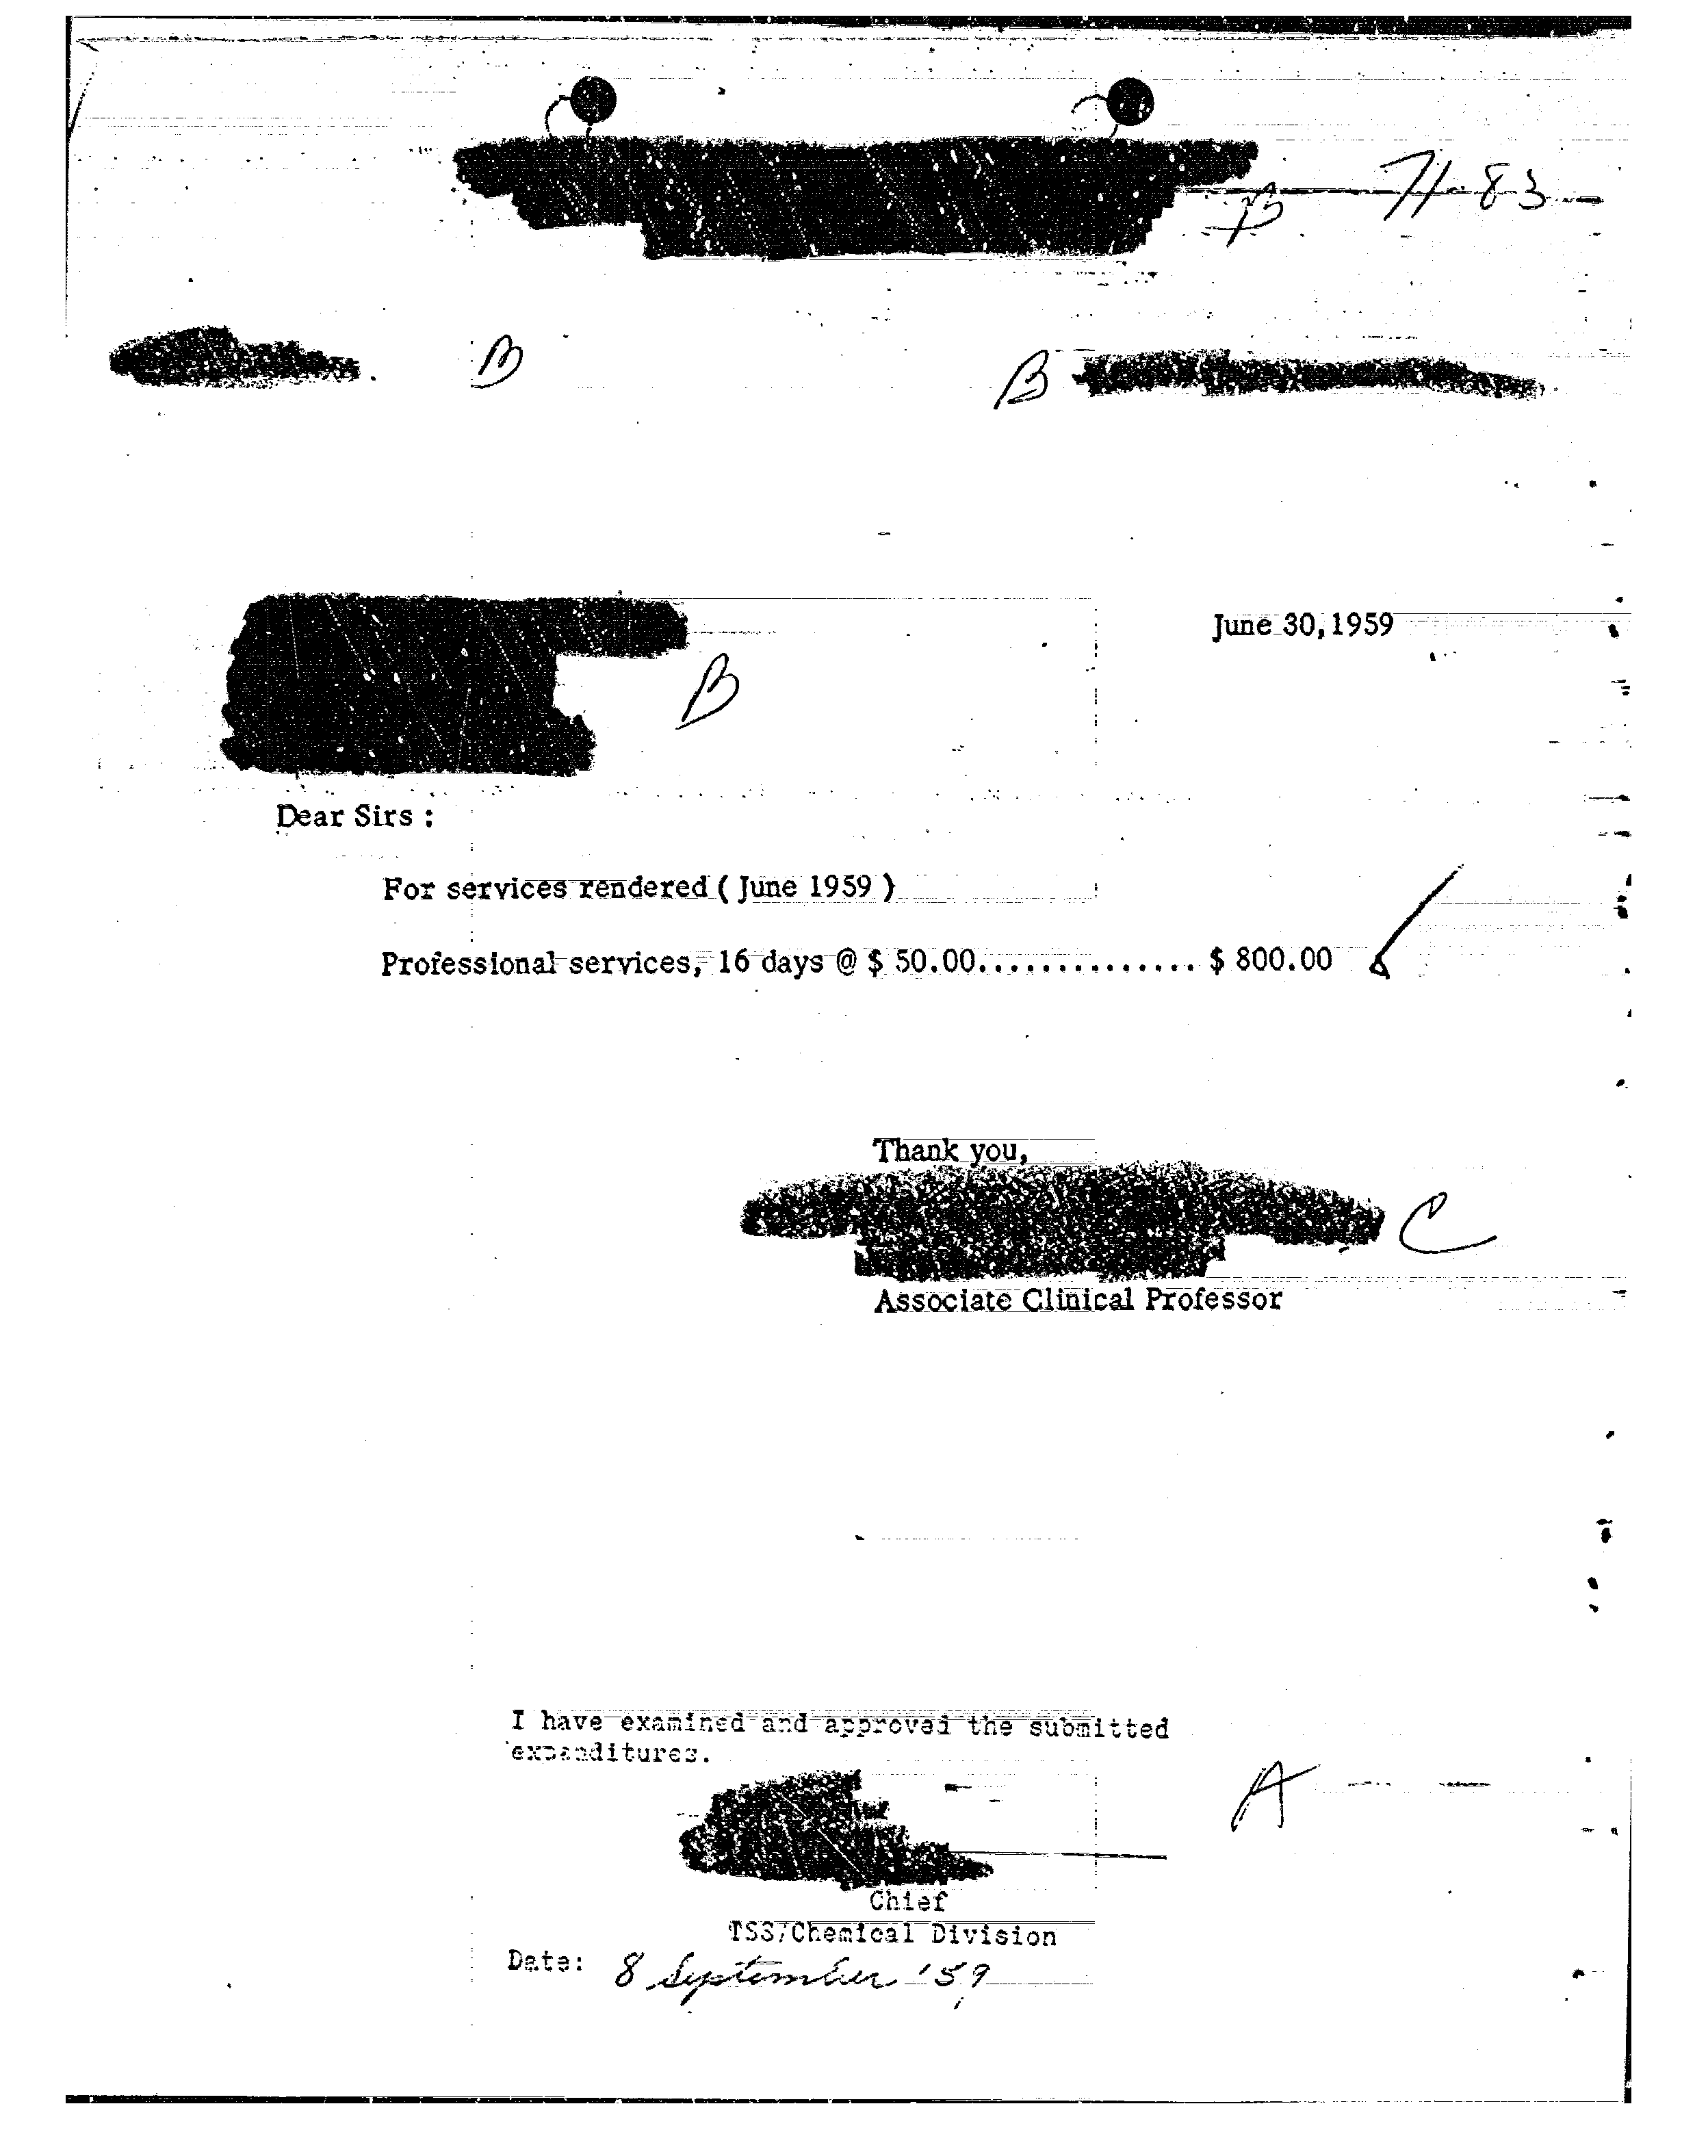 B
B
B
June 30, 1959
B
Dear Sirs :
For services rendered ( June 1959 )
Professional services, 16 days @ $ 50.00.............. $ 800.00
Thank you,
C
Associate Clinical Professor
I have examined and approved the submitted
expenditures.
A
Chief
TSS/Chemical Division
Date: 8 September '59